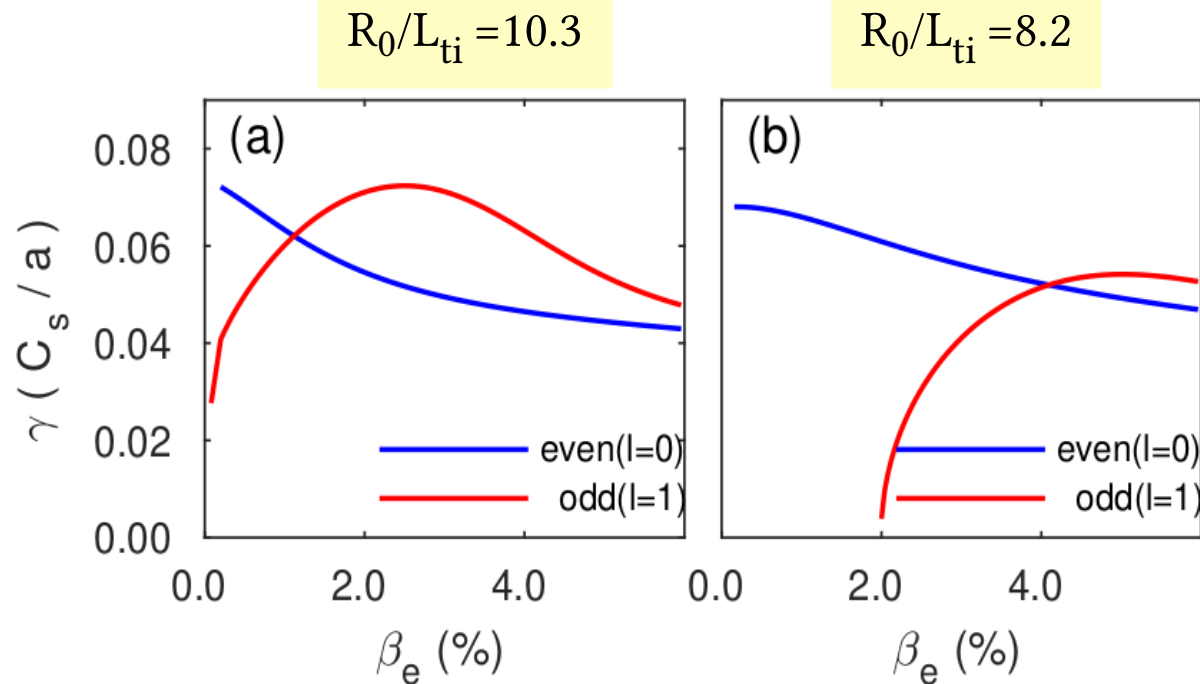 R₀/Lₜᵢ =10.3
R₀/Lₜᵢ =8.2
(a)
(b)
0.08
0.06
0.04
0.02
0.00
γ ( Cₛ / a )
even(l=0)
odd(l=1)
even(l=0)
odd(l=1)
0.0 2.0 4.0
0.0 2.0 4.0
βₑ (%)
βₑ (%)